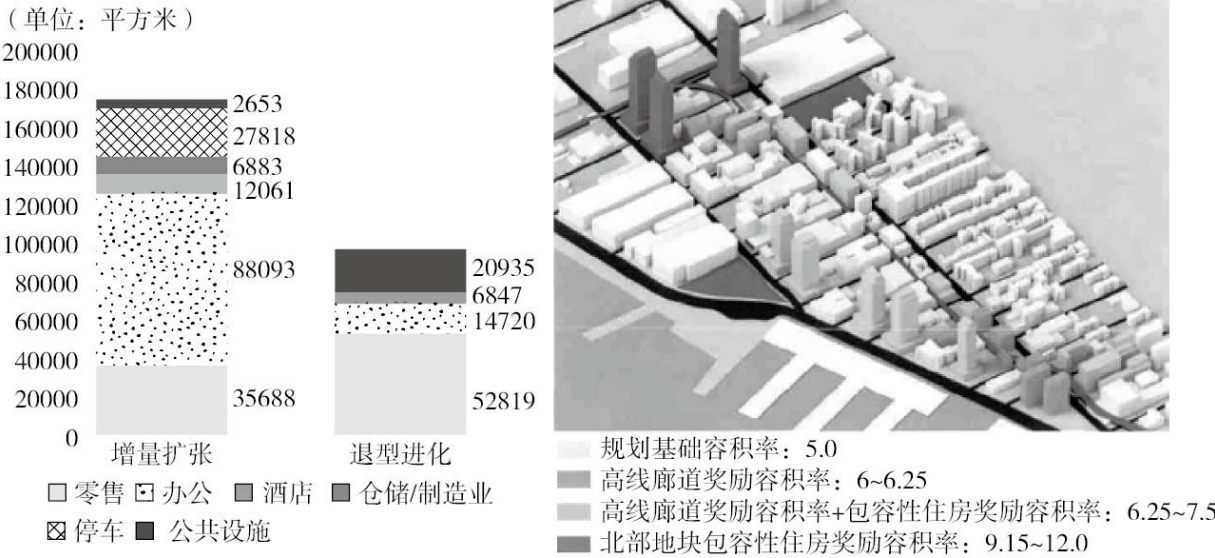 （单位：平方米）
200000
180000
160000
140000
120000
100000
80000
60000
40000
20000
0
2653
27818
6883
12061
88093
35688
20935
6847
14720
52819
增量扩张 退型进化
零售 办公 酒店 仓储/制造业
停车 公共设施
规划基础容积率：5.0
高线廊道奖励容积率：6~6.25
高线廊道奖励容积率+包容性住房奖励容积率：6.25~7.5
北部地块包容性住房奖励容积率：9.15~12.0